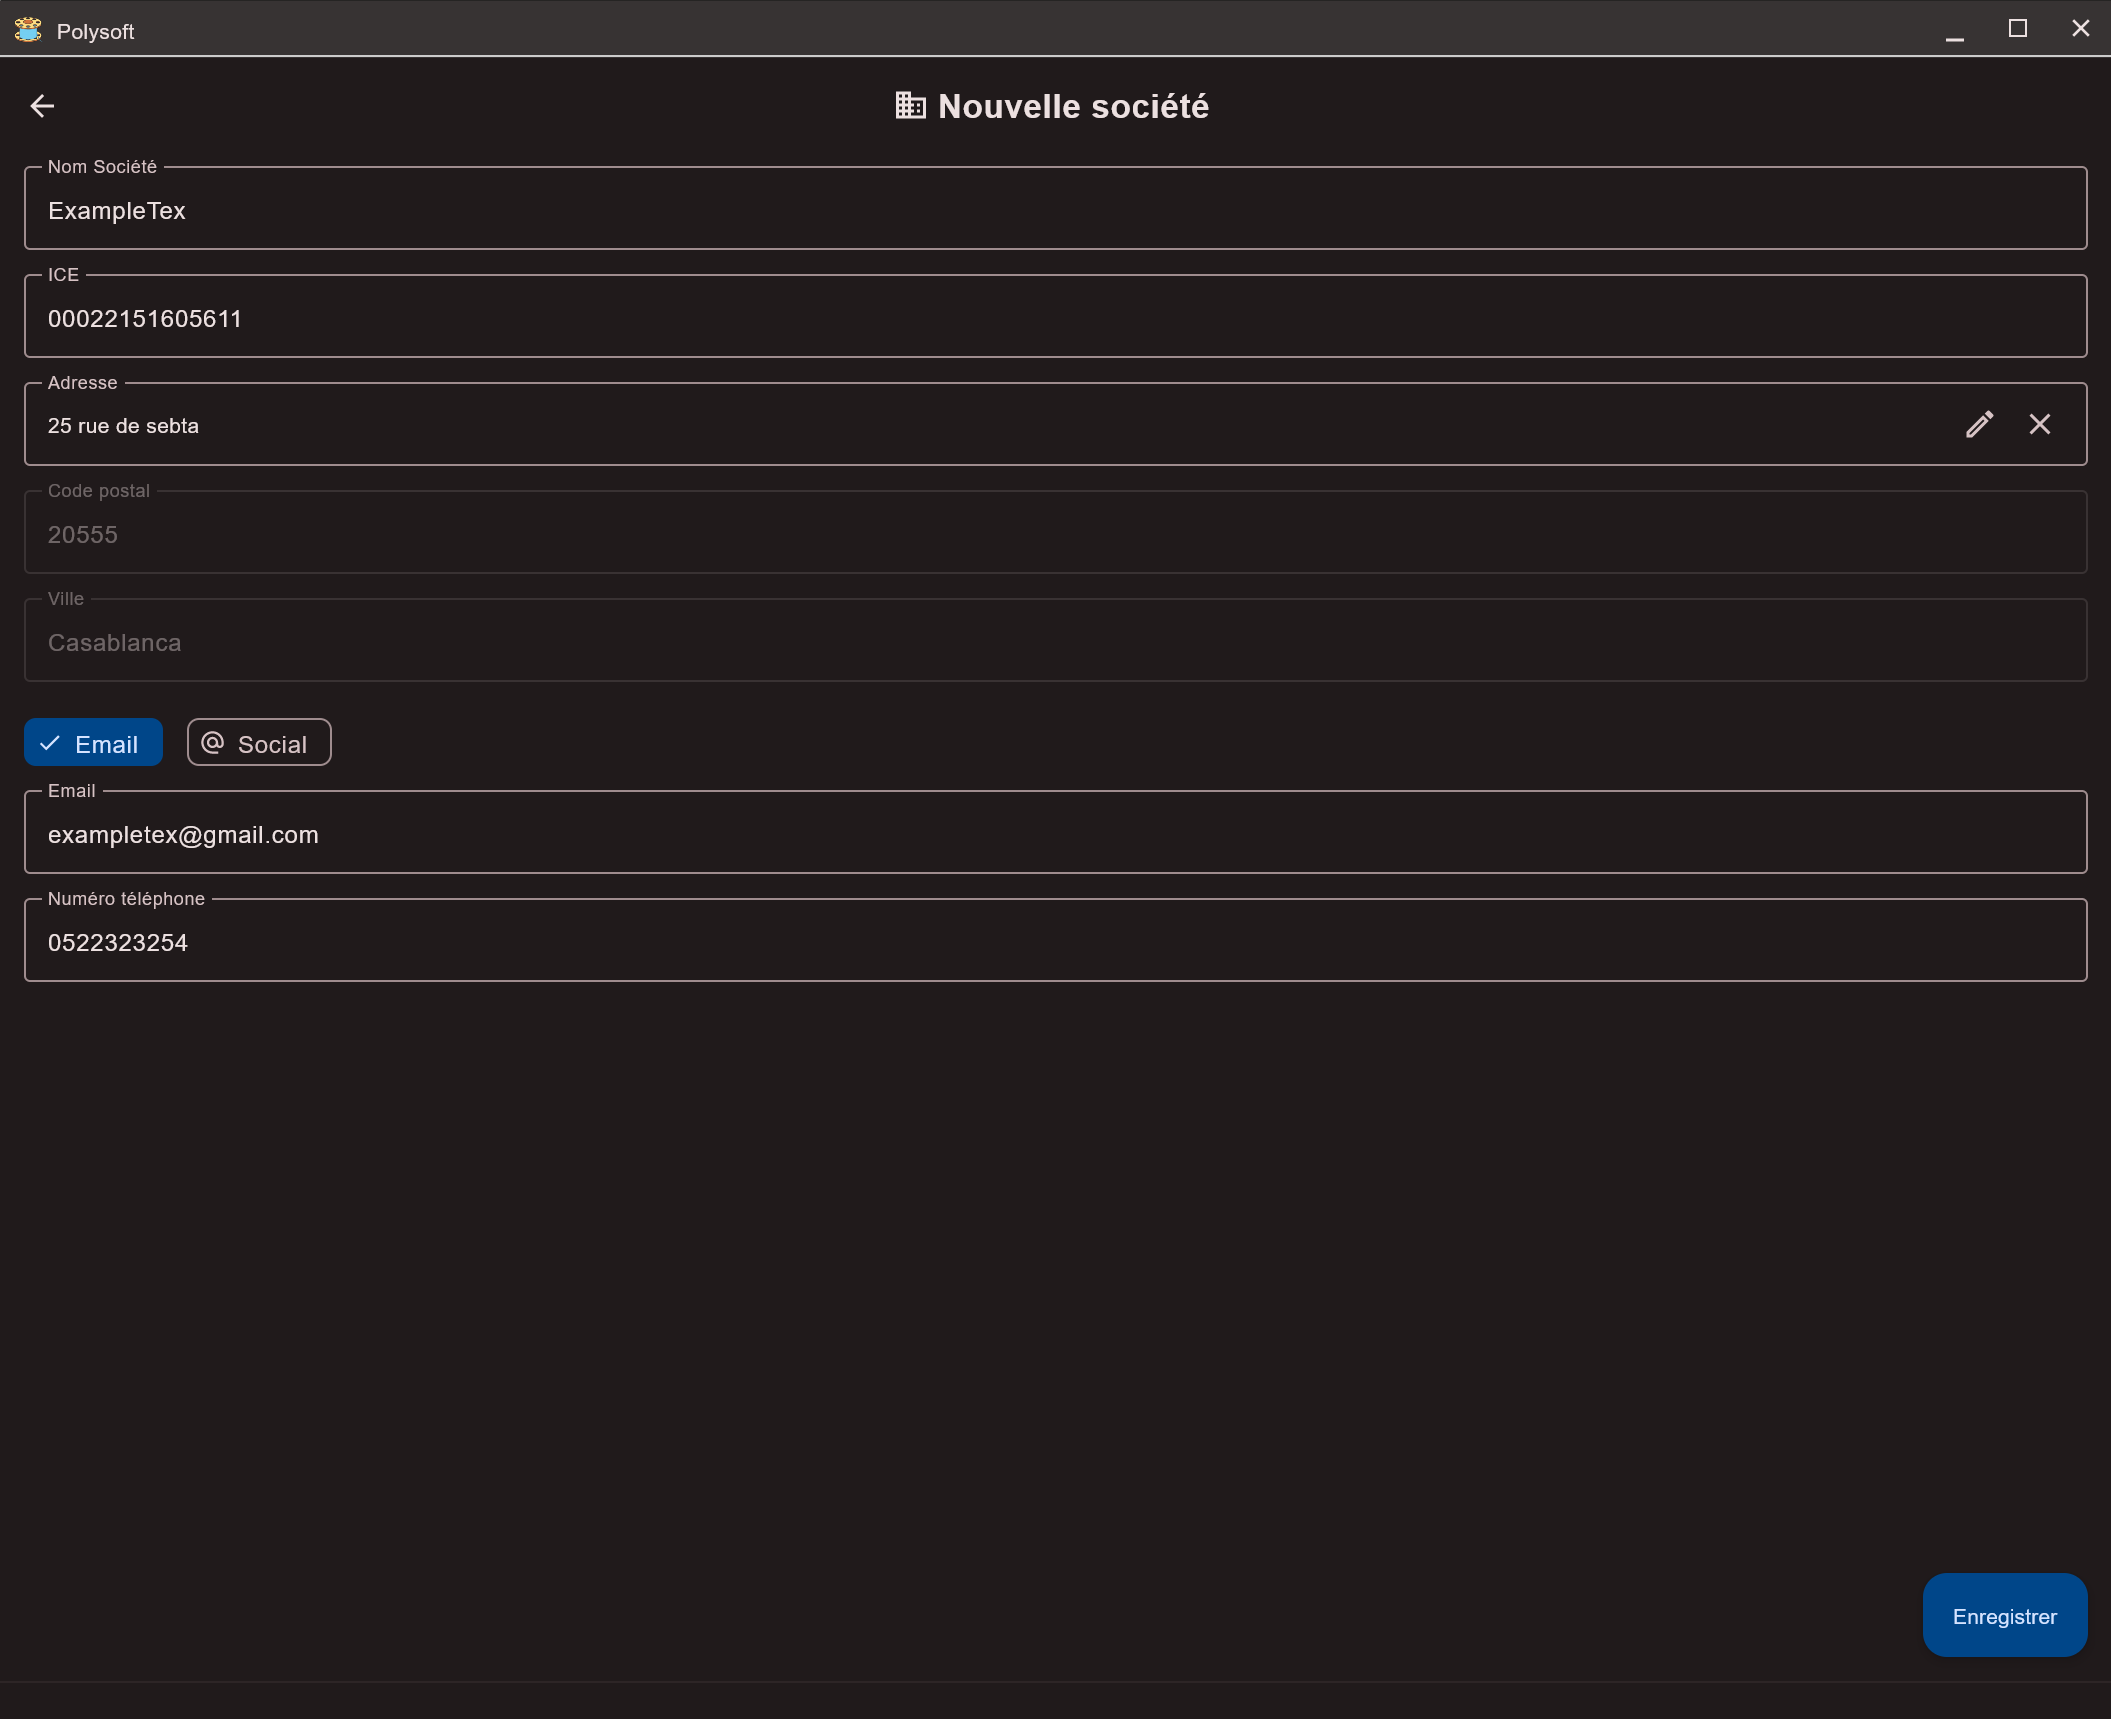 Polysoft
Nouvelle société
Nom Société
ExampleTex
ICE
00022151605611
Adresse
25 rue de sebta
Code postal
20555
Ville
Casablanca
Email
Social
Email
exampletex@gmail.com
Numéro téléphone
0522323254
Enregistrer